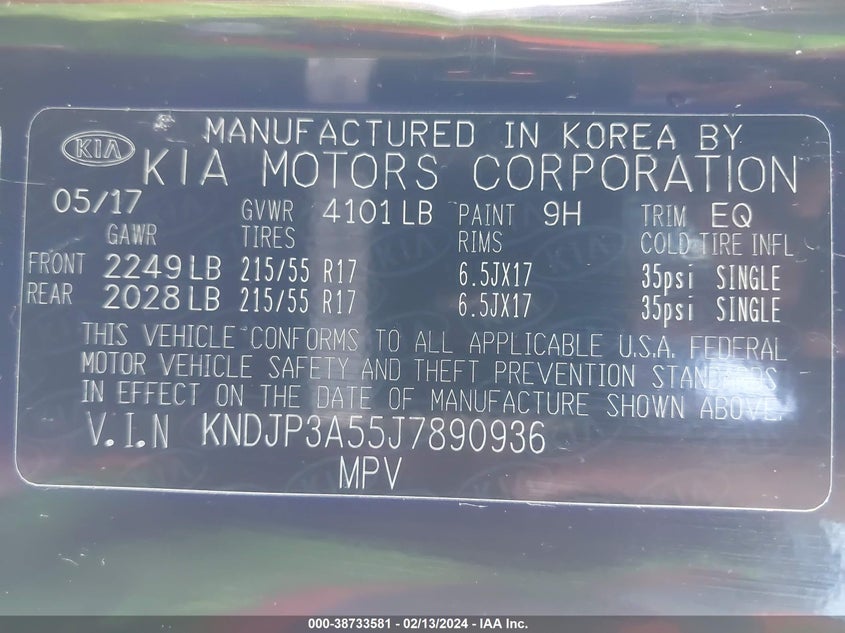 KIA
MANUFACTURED IN KOREA BY
KIA MOTORS CORPORATION
05/17 GVWR 4101 LB PAINT 9H TRIM EQ
GAWR TIRES RIMS COLD TIRE INFL
FRONT 2249 LB 215/55 R17 6.5JX17 35psi SINGLE
REAR 2028 LB 215/55 R17 6.5JX17 35psi SINGLE
THIS VEHICLE CONFORMS TO ALL APPLICABLE U.S.A. FEDERAL
MOTOR VEHICLE SAFETY AND THEFT PREVENTION STANDARDS
IN EFFECT ON THE DATE OF MANUFACTURE SHOWN ABOVE.
V.I.N KNDJP3A55J7890936
MPV
000-38733581 - 02/13/2024 - IAA Inc.